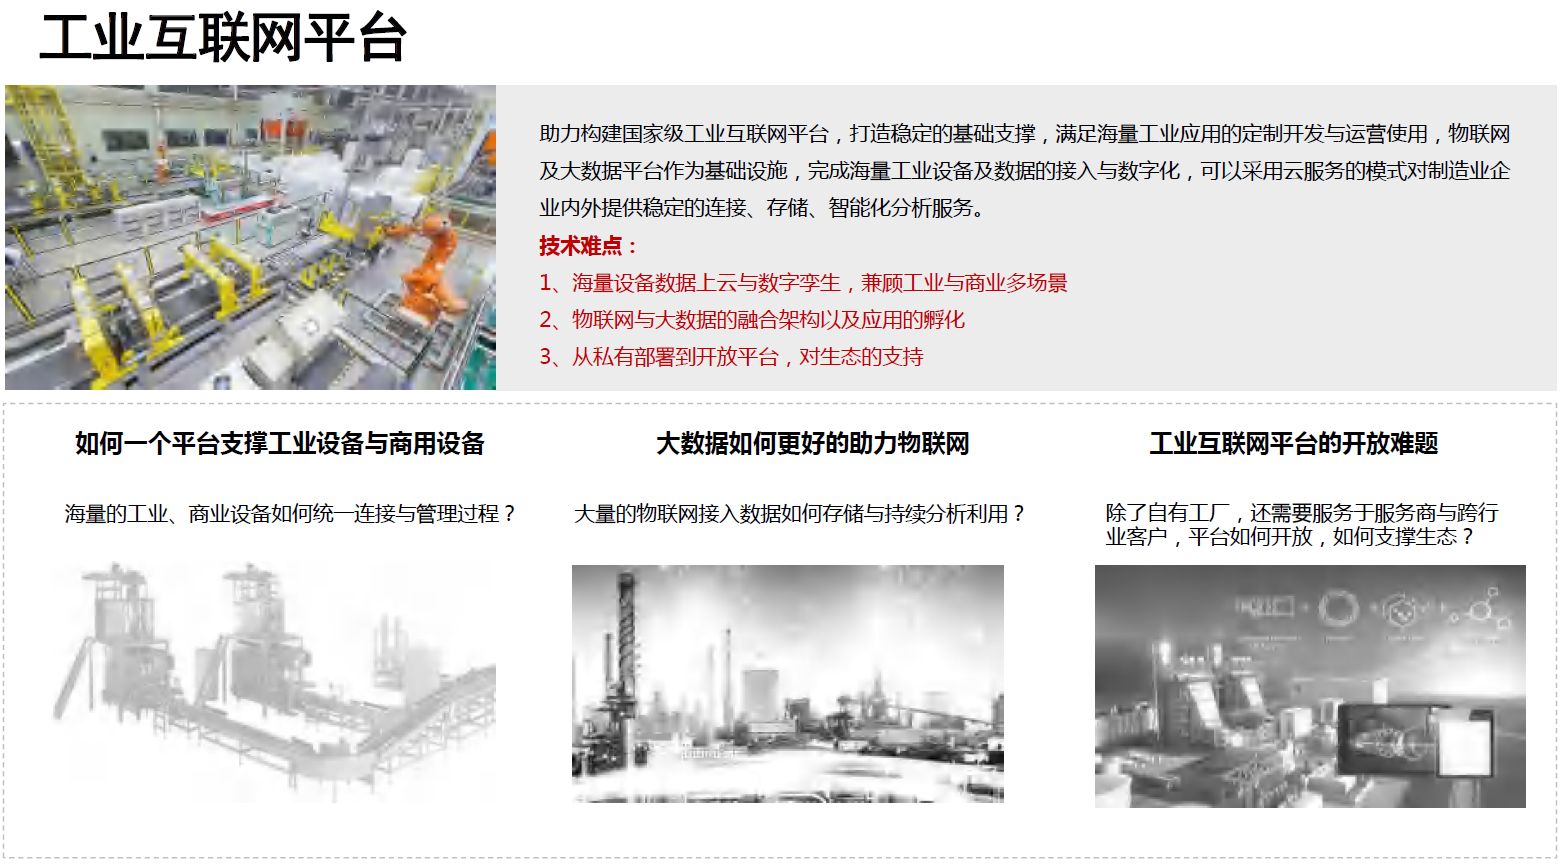 工业互联网平台
助力构建国家级工业互联网平台，打造稳定的基础支撑，满足海量工业应用的定制开发与运营使用，物联网
及大数据平台作为基础设施，完成海量工业设备及数据的接入与数字化，可以采用云服务的模式对制造业企
业内外提供稳定的连接、存储、智能化分析服务。
技术难点：
1、海量设备数据上云与数字孪生，兼顾工业与商业多场景
2、物联网与大数据的融合架构以及应用的孵化
3、从私有部署到开放平台，对生态的支持
如何一个平台支撑工业设备与商用设备
海量的工业、商业设备如何统一连接与管理过程？
大数据如何更好的助力物联网
大量的物联网接入数据如何存储与持续分析利用？
工业互联网平台的开放难题
除了自有工厂，还需要服务于服务商与跨行
业客户，平台如何开放，如何支撑生态？